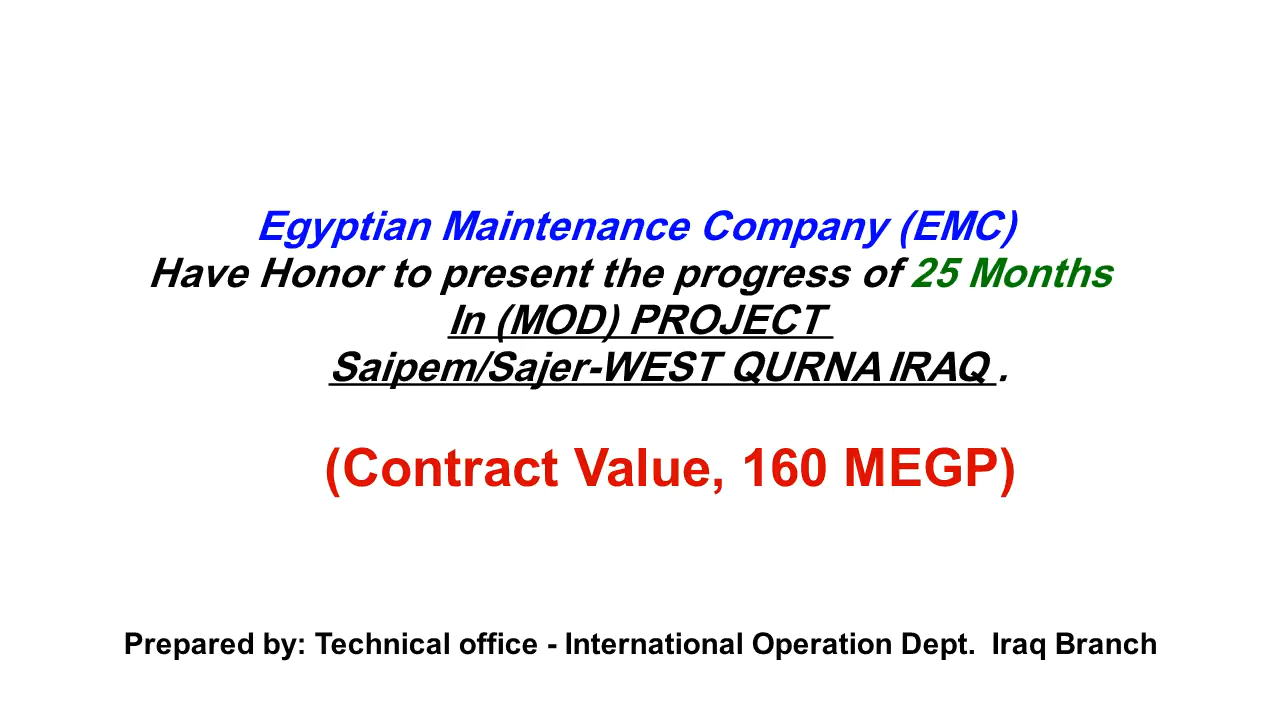 Egyptian Maintenance Company (EMC)
Have Honor to present the progress of 25 Months
In (MOD) PROJECT
Saipem/Sajer-WEST QURNA IRAQ .
(Contract Value, 160 MEGP)
Prepared by: Technical office - International Operation Dept.  Iraq Branch